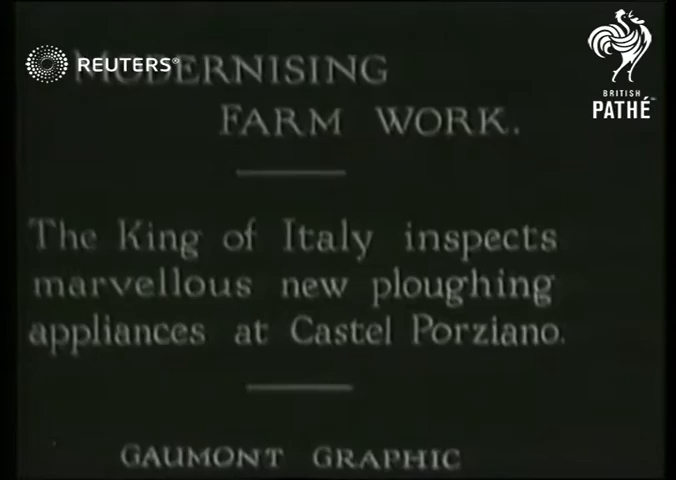 REUTERS
BRITISH
PATHÉ
MODERNISING
FARM WORK.
The King of Italy inspects
marvellous new ploughing
appliances at Castel Porziano.
GAUMONT GRAPHIC